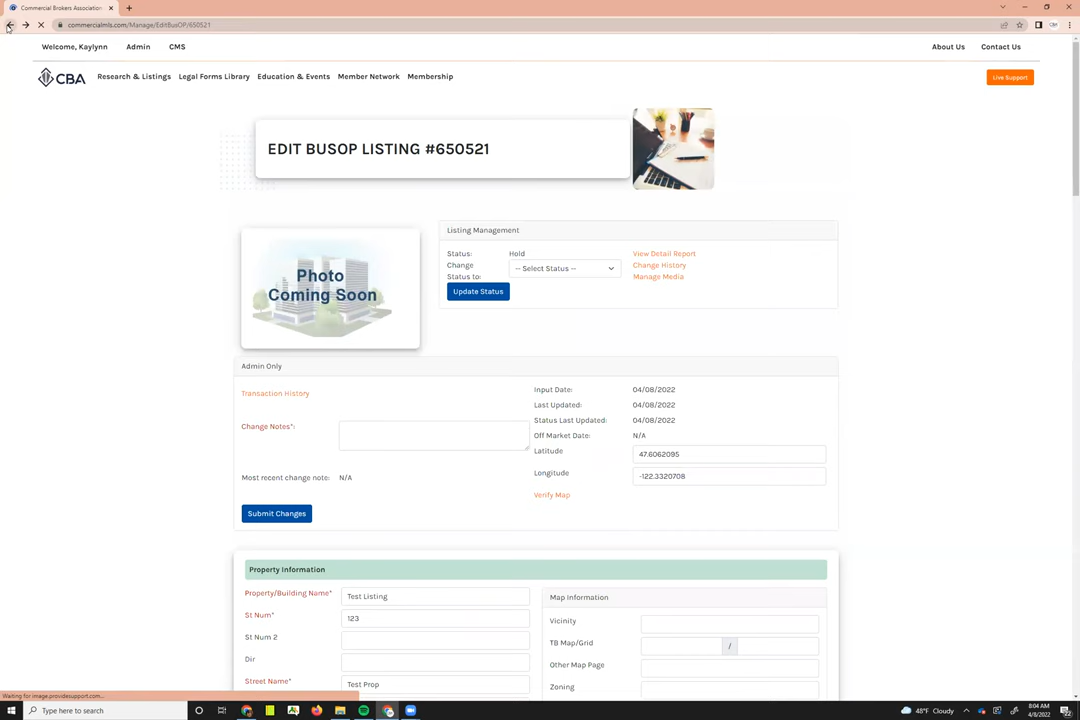 Commercial Brokers Association
commercialmls.com/Manage/EditBusOP/650521
Welcome, Kaylynn Admin CMS About Us Contact Us
CBA Research & Listings Legal Forms Library Education & Events Member Network Membership Live Support
EDIT BUSOP LISTING #650521
Photo
Coming Soon
Listing Management
Status: Hold View Detail Report
Change
Status to: -- Select Status -- Change History
Manage Media
Update Status
Admin Only
Transaction History
Change Notes*:
Most recent change note: N/A
Submit Changes
Input Date: 04/08/2022
Last Updated: 04/08/2022
Status Last Updated: 04/08/2022
Off Market Date: N/A
Latitude 47.6062095
Longitude -122.3320708
Verify Map
Property Information
Property/Building Name* Test Listing
St Num* 123
St Num 2
Dir
Street Name* Test Prop
Map Information
Vicinity
TB Map/Grid /
Other Map Page
Zoning
Waiting for image.providesupport.com...
Type here to search
48°F Cloudy
8:04 AM
4/8/2022